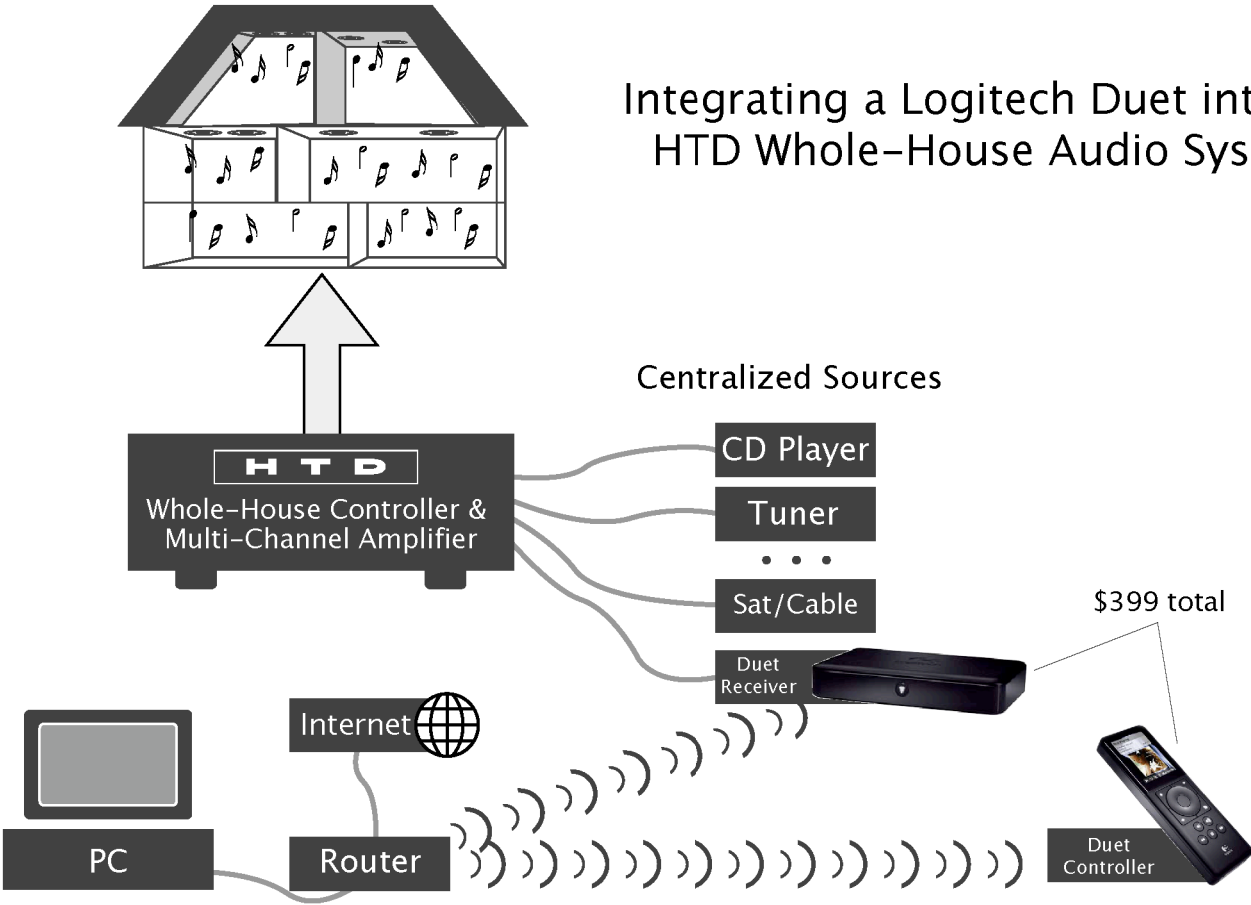 Integrating a Logitech Duet int
HTD Whole-House Audio Sys
Centralized Sources
HTD
Whole-House Controller &
Multi-Channel Amplifier
CD Player
Tuner
Sat/Cable
Duet
Receiver
$399 total
Internet
PC
Router
Duet
Controller